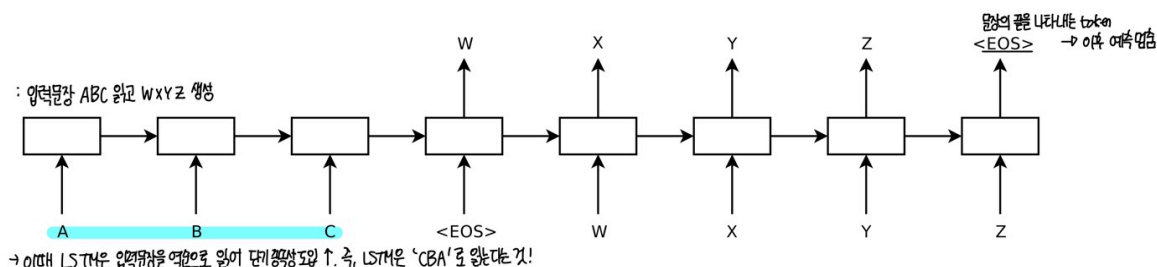 문장의 끝을 나타내는 token
<EOS> → 이후 예측 멈춤
W X Y Z
: 입력문장 ABC 읽고 WXYZ 생성
A B C <EOS> W X Y Z
→ 이때 LSTM은 입력문장을 역순으로 읽어 단기종속성 도입 ↑. 즉, LSTM은 'CBA'로 읽는다는 것!